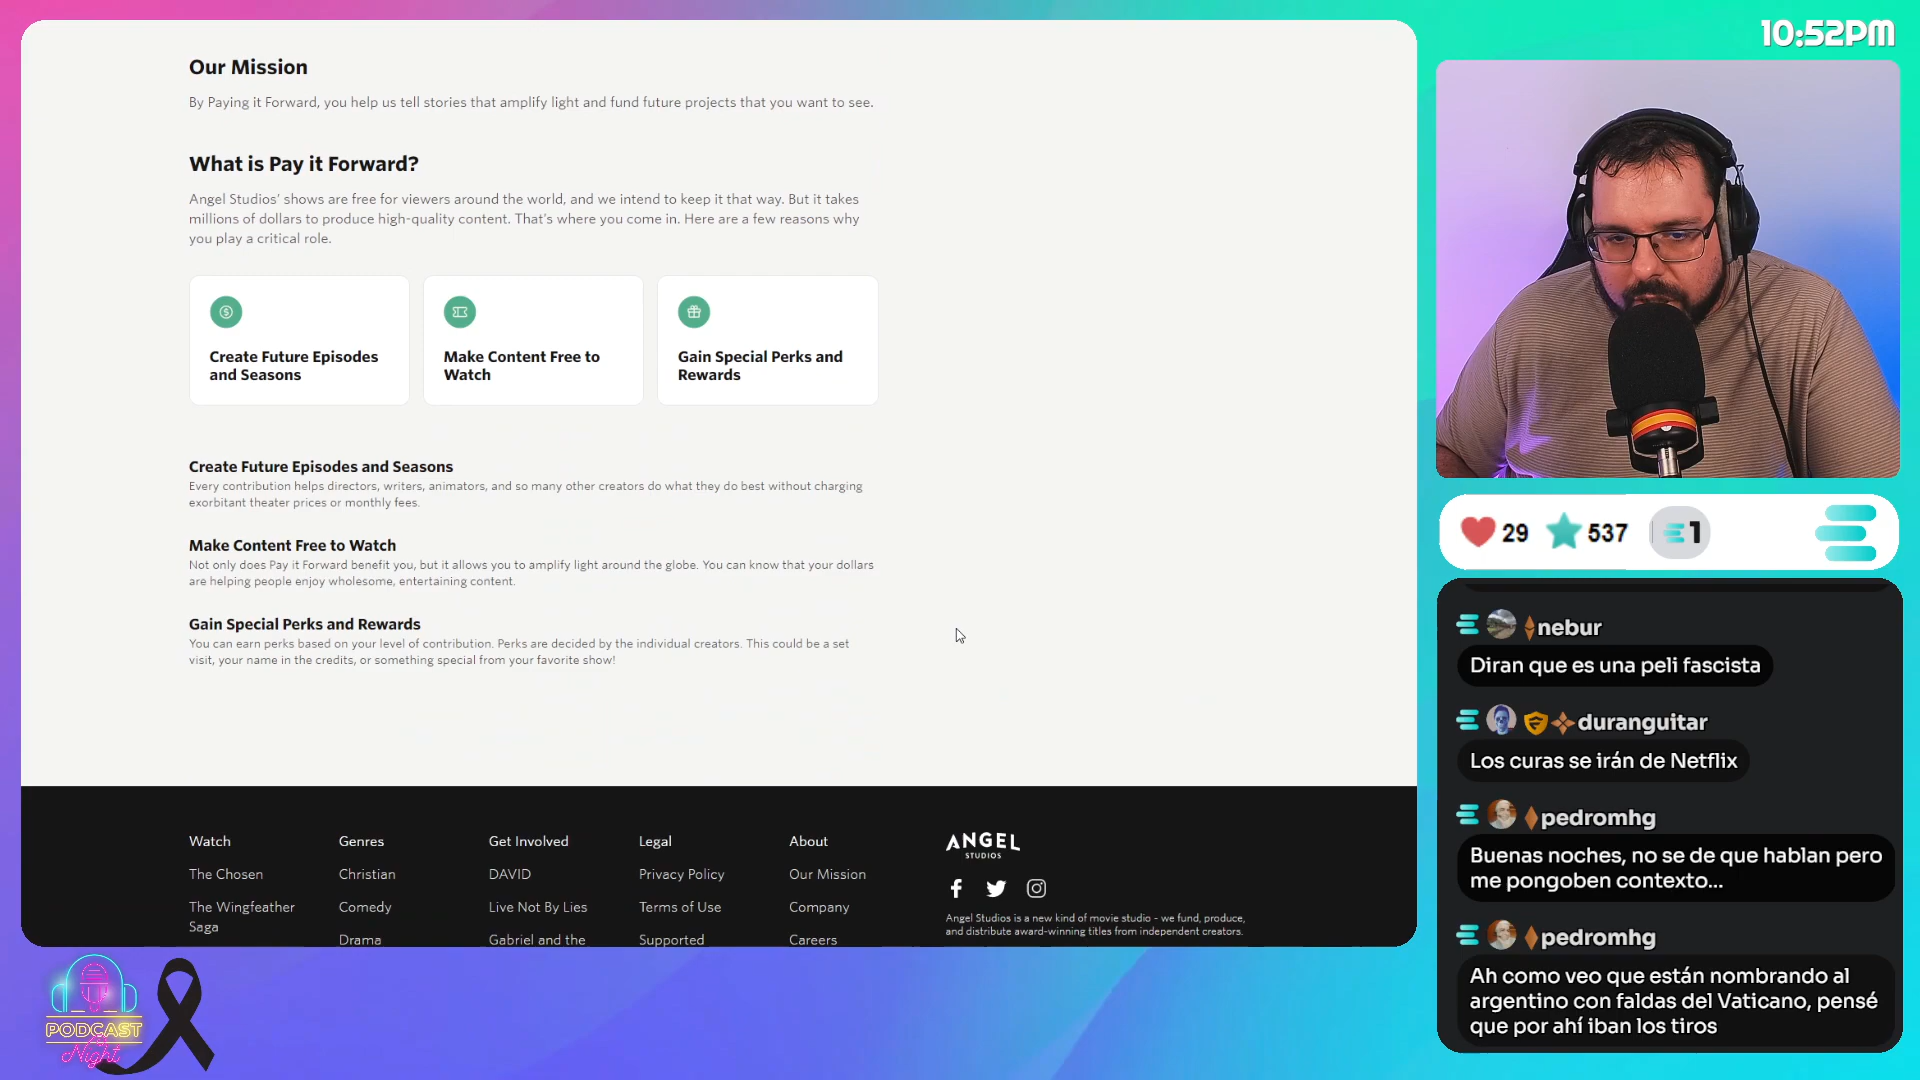 10:52PM
Our Mission
By Paying it Forward, you help us tell stories that amplify light and fund future projects that you want to see.
What is Pay it Forward?
Angel Studios' shows are free for viewers around the world, and we intend to keep it that way. But it takes
millions of dollars to produce high-quality content. That's where you come in. Here are a few reasons why
you play a critical role.
Create Future Episodes
and Seasons
Make Content Free to
Watch
Gain Special Perks and
Rewards
Create Future Episodes and Seasons
Every contribution helps directors, writers, animators, and so many other creators do what they do best without charging
exorbitant theater prices or monthly fees.
Make Content Free to Watch
Not only does Pay it Forward benefit you, but it allows you to amplify light around the globe. You can know that your dollars
are helping people enjoy wholesome, entertaining content.
Gain Special Perks and Rewards
You can earn perks based on your level of contribution. Perks are decided by the individual creators. This could be a set
visit, your name in the credits, or something special from your favorite show!
Watch
The Chosen
The Wingfeather
Saga
Genres
Christian
Comedy
Drama
Get Involved
DAVID
Live Not By Lies
Gabriel and the
Legal
Privacy Policy
Terms of Use
Supported
About
Our Mission
Company
Careers
ANGEL
STUDIOS
Angel Studios is a new kind of movie studio - we fund, produce,
and distribute award-winning titles from independent creators.
29
537
1
nebur
Diran que es una peli fascista
duranguitar
Los curas se irán de Netflix
pedromhg
Buenas noches, no se de que hablan pero
me pongoben contexto...
pedromhg
Ah como veo que están nombrando al
argentino con faldas del Vaticano, pensé
que por ahí iban los tiros
PODCAST
Night